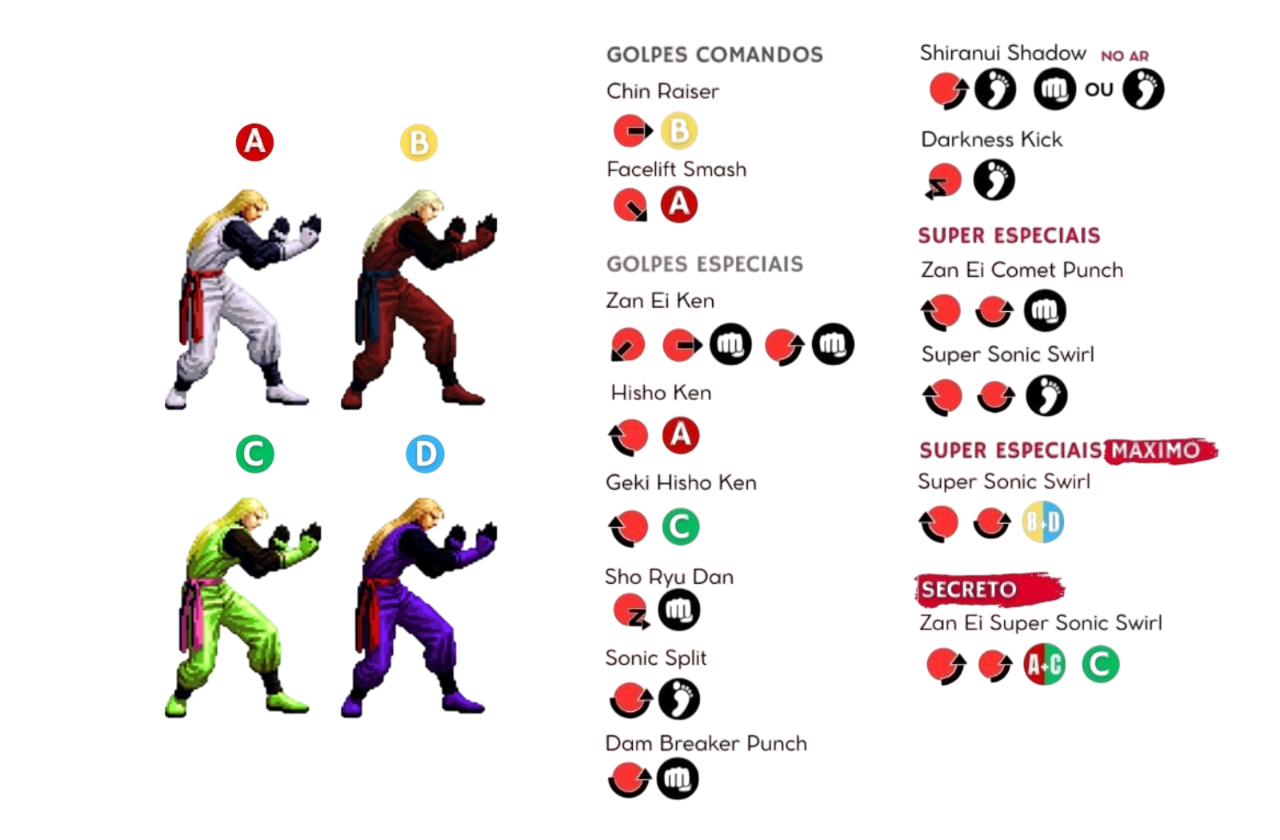 A
B
C
D
GOLPES COMANDOS
Chin Raiser
B
Facelift Smash
A
GOLPES ESPECIAIS
Zan Ei Ken
Hisho Ken
A
Geki Hisho Ken
C
Sho Ryu Dan
Sonic Split
Dam Breaker Punch
Shiranui Shadow NO AR
OU
Darkness Kick
SUPER ESPECIAIS
Zan Ei Comet Punch
Super Sonic Swirl
SUPER ESPECIAIS MAXIMO
Super Sonic Swirl
B+D
SECRETO
Zan Ei Super Sonic Swirl
A+C C